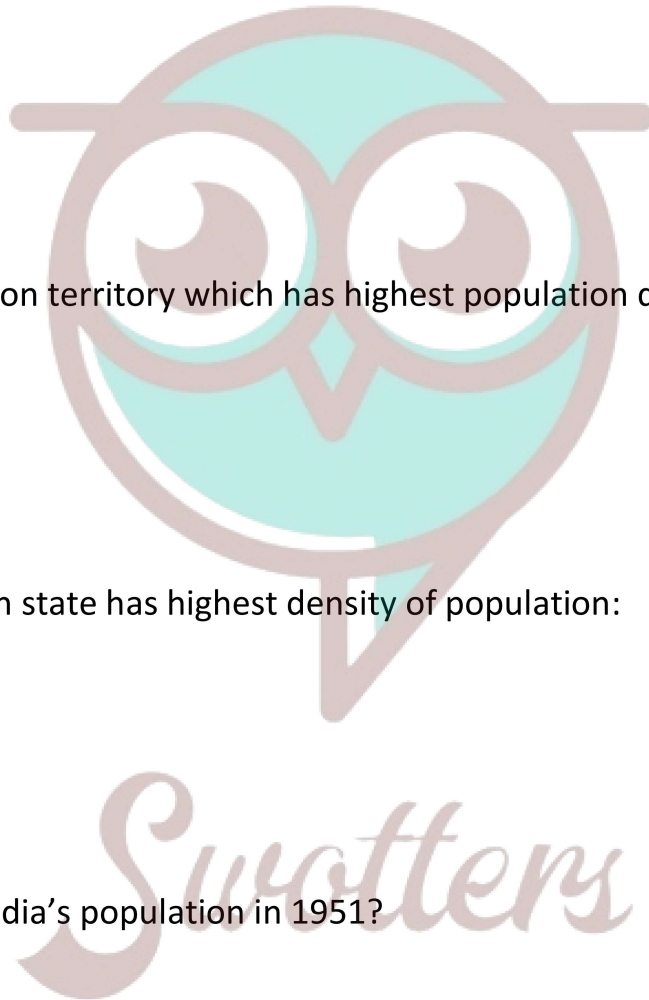 on territory which has highest population
state has highest density of population:
dia’s population in 1951?
Swotters